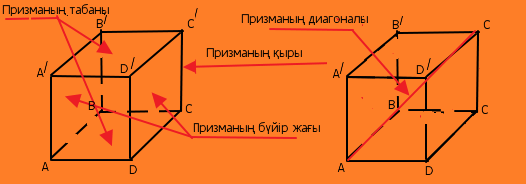 Призманың табаны
B/
C/
A/
D/
B
C
A
D
Призманың қыры
Призманың бүйір жағы
Призманың диагоналы
B/
C/
A/
D/
B
C
A
D